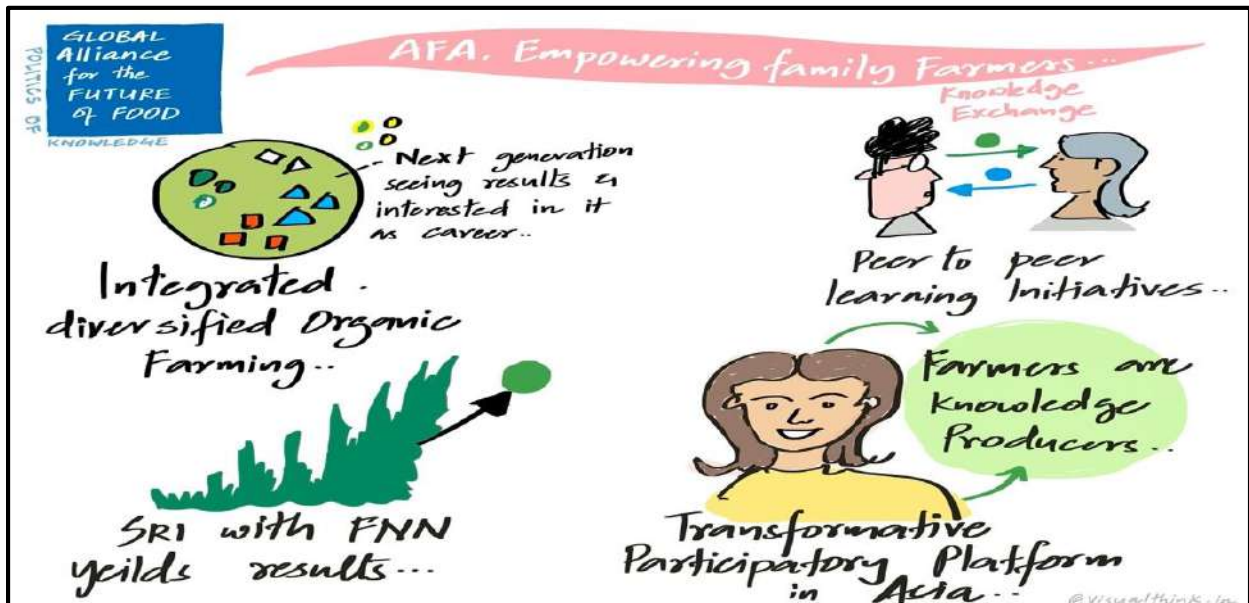 GLOBAL
Alliance
for the
FUTURE
of FOOD
POLITICS OF
KNOWLEDGE
AFA. Empowering family Farmers...
Knowledge
Exchange
Next generation
seeing results &
interested in it
as career..
Integrated.
diversified Organic
Farming..
Peer to peer
learning Initiatives..
Farmers are
Knowledge
Producers..
SRI with FNN
yeilds results...
Transformative
Participatory Platform
in Asia..
@visualthink.in